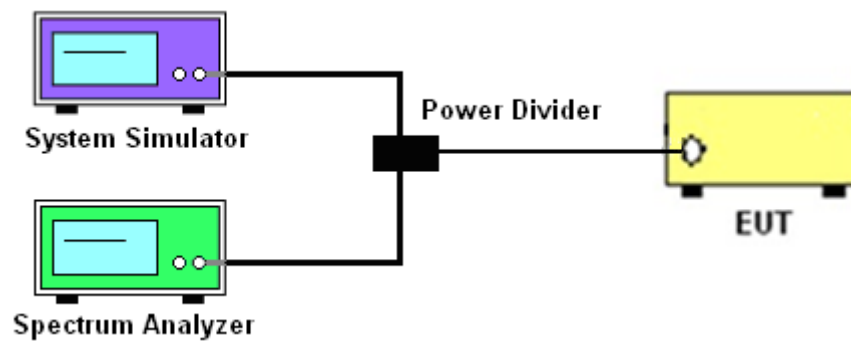 System Simulator
Power Divider
EUT
Spectrum Analyzer